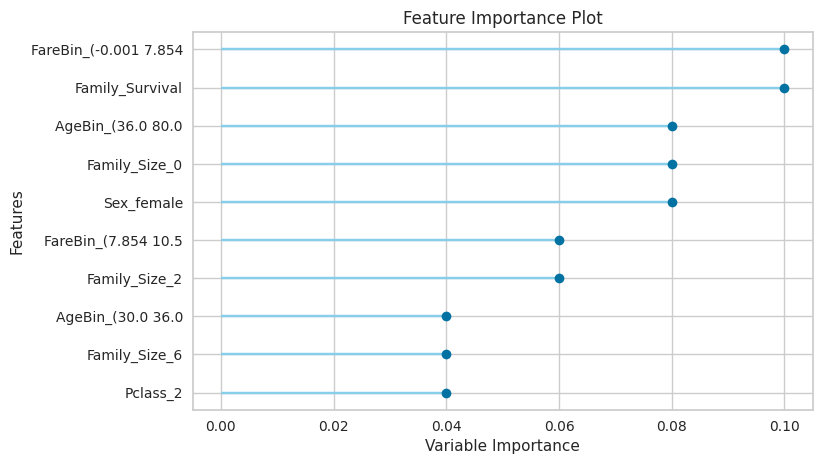 Feature Importance Plot
FareBin_(-0.001 7.854
Family_Survival
AgeBin_(36.0 80.0
Family_Size_0
Sex_female
FareBin_(7.854 10.5
Family_Size_2
AgeBin_(30.0 36.0
Family_Size_6
Pclass_2
Features
0.00 0.02 0.04 0.06 0.08 0.10
Variable Importance